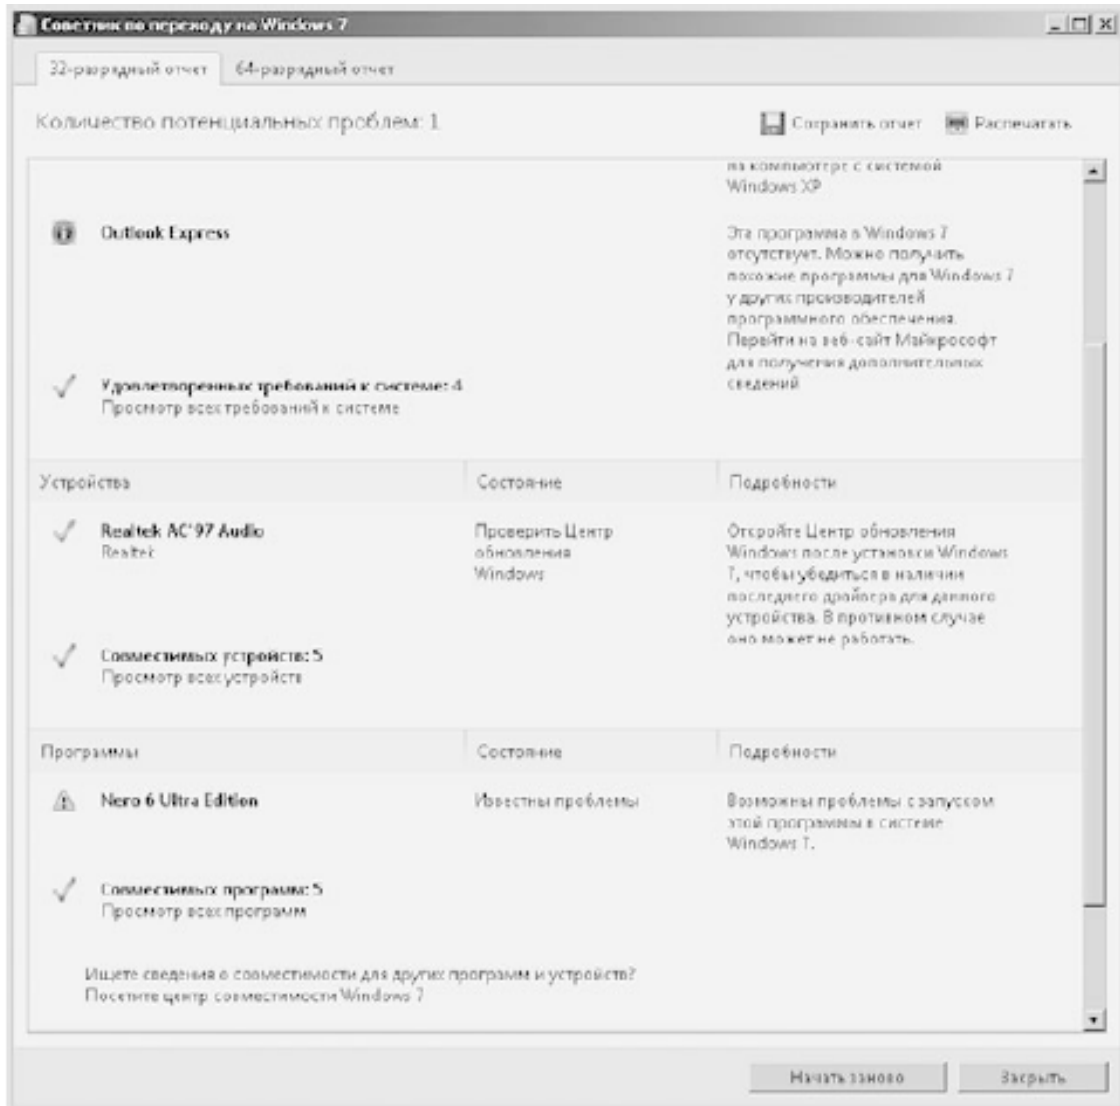 Советник по переходу на Windows 7
32-разрядный отчет 64-разрядный отчет
Количество потенциальных проблем: 1
Сохранить отчет Распечатать
на компьютере с системой
Windows XP
Outlook Express
Эта программа в Windows 7
отсутствует. Можно получить
похожие программы для Windows 7
у других производителей
программного обеспечения.
Перейти на веб-сайт Майкрософт
для получения дополнительных
сведений
Удовлетворенных требований к системе: 4
Просмотр всех требований к системе
Устройства Состояние Подробности
Realtek AC'97 Audio
Realtek
Проверить Центр
обновления
Windows
Откройте Центр обновления
Windows после установки Windows
7, чтобы убедиться в наличии
последнего драйвера для данного
устройства. В противном случае
оно может не работать.
Совместимых устройств: 5
Просмотр всех устройств
Программы Состояние Подробности
Nero 6 Ultra Edition
Известны проблемы
Возможны проблемы с запуском
этой программы в системе
Windows 7.
Совместимых программ: 5
Просмотр всех программ
Ищете сведения о совместимости для других программ и устройств?
Посетите центр совместимости Windows 7
Начать заново Закрыть